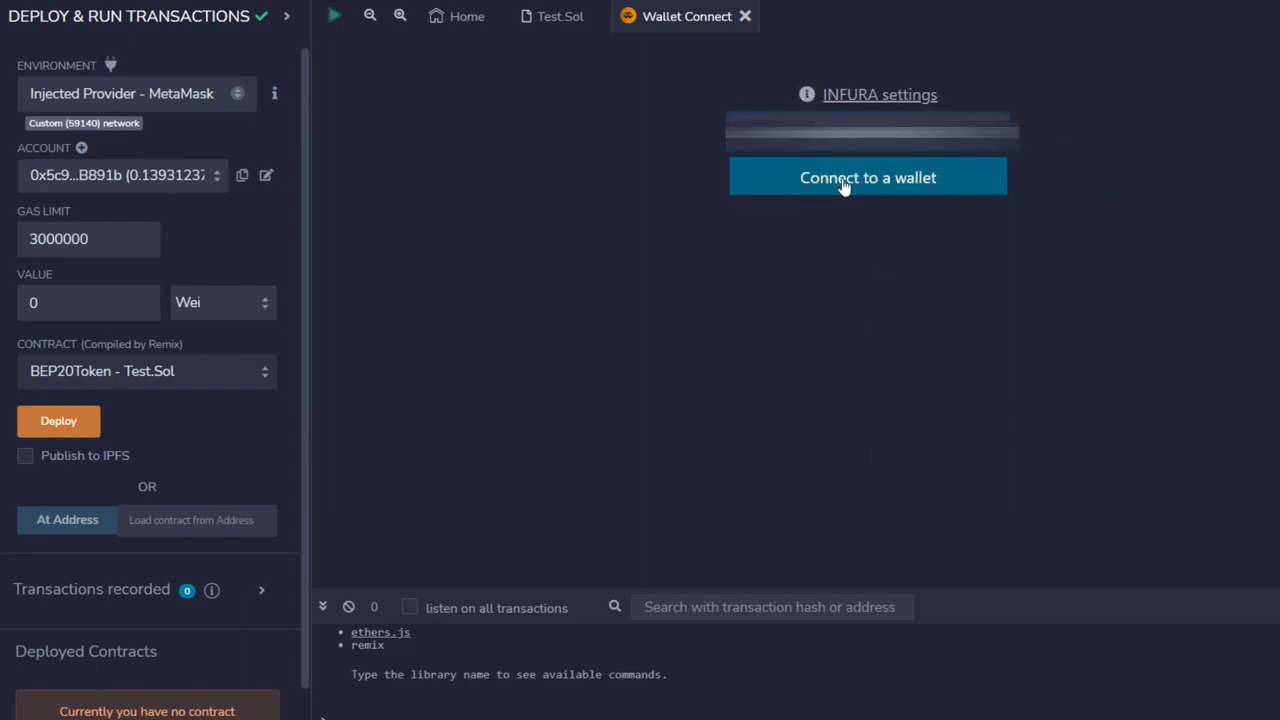 DEPLOY & RUN TRANSACTIONS
ENVIRONMENT
Injected Provider - MetaMask
Custom (59140) network
ACCOUNT
0x5c9...B891b (0.13931237
GAS LIMIT
3000000
VALUE
0
Wei
CONTRACT (Compiled by Remix)
BEP20Token - Test.Sol
Deploy
Publish to IPFS
OR
At Address
Load contract from Address
Transactions recorded 0
Deployed Contracts
Currently you have no contract
Home
Test.Sol
Wallet Connect
INFURA settings
Connect to a wallet
0
listen on all transactions
Search with transaction hash or address
• ethers.js
• remix
Type the library name to see available commands.